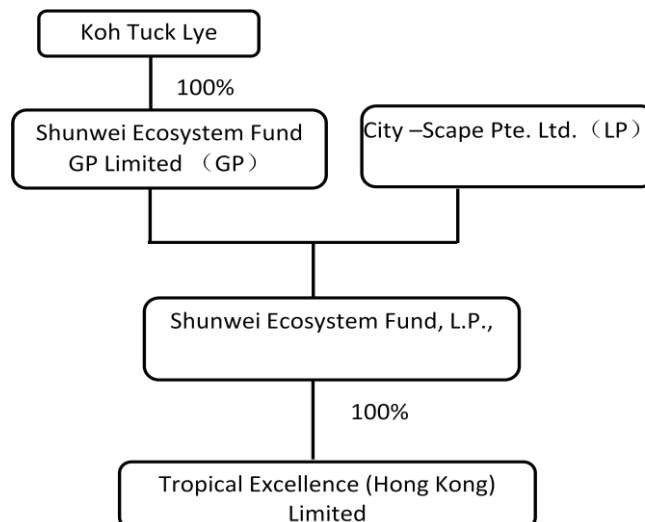 Koh Tuck Lye
100%
Shunwei Ecosystem Fund
GP Limited （GP）
City –Scape Pte. Ltd.（LP）
Shunwei Ecosystem Fund, L.P.,
100%
Tropical Excellence (Hong Kong)
Limited